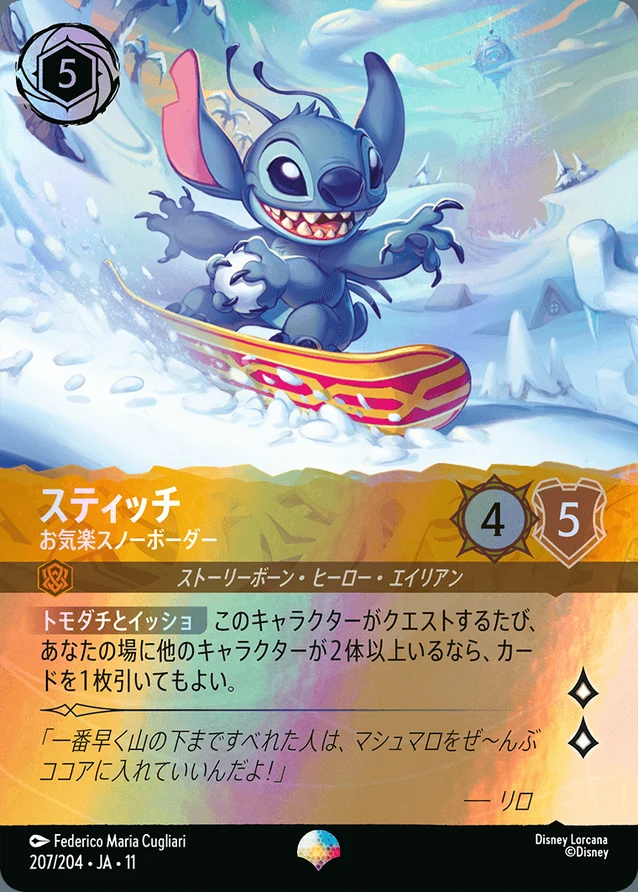 5
スティッチ
お気楽スノーボーダー
4
5
ストーリーボーン・ヒーロー・エイリアン
トモダチとイッショ このキャラクターがクエストするたび、
あなたの場に他のキャラクターが2体以上いるなら、カー
ドを1枚引いてもよい。
「一番早く山の下まですべれた人は、マシュマロをぜ〜んぶ
ココアに入れていいんだよ!」
― リロ
Federico Maria Cugliari
207/204・JA・11
Disney Lorcana
©Disney